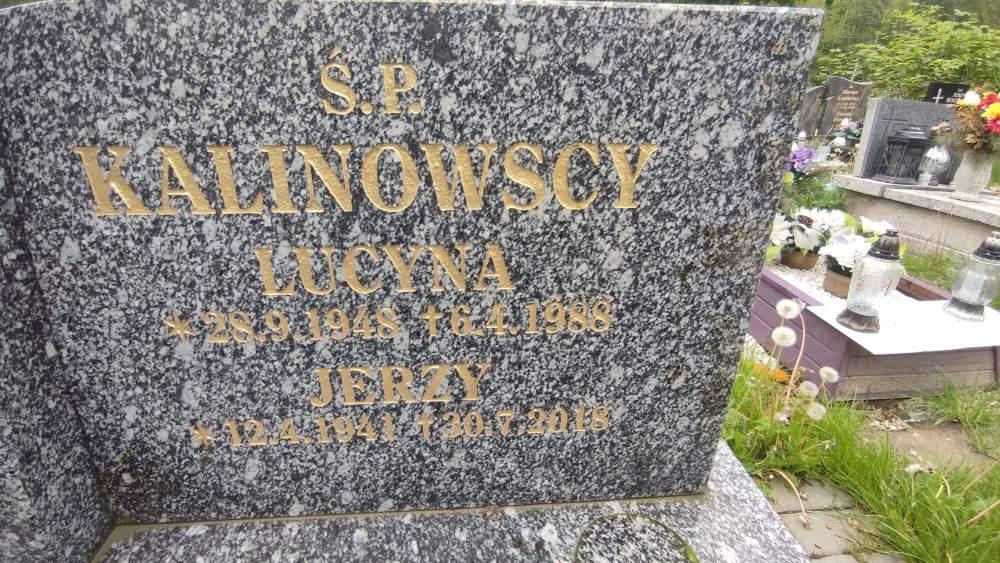 Ś.P.
KALINOWSCY
LUCYNA
*28.9.1948 †6.4.1988
JERZY
*12.4.1941 †30.7.2018